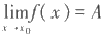 lim f(x) = A
x→x₀